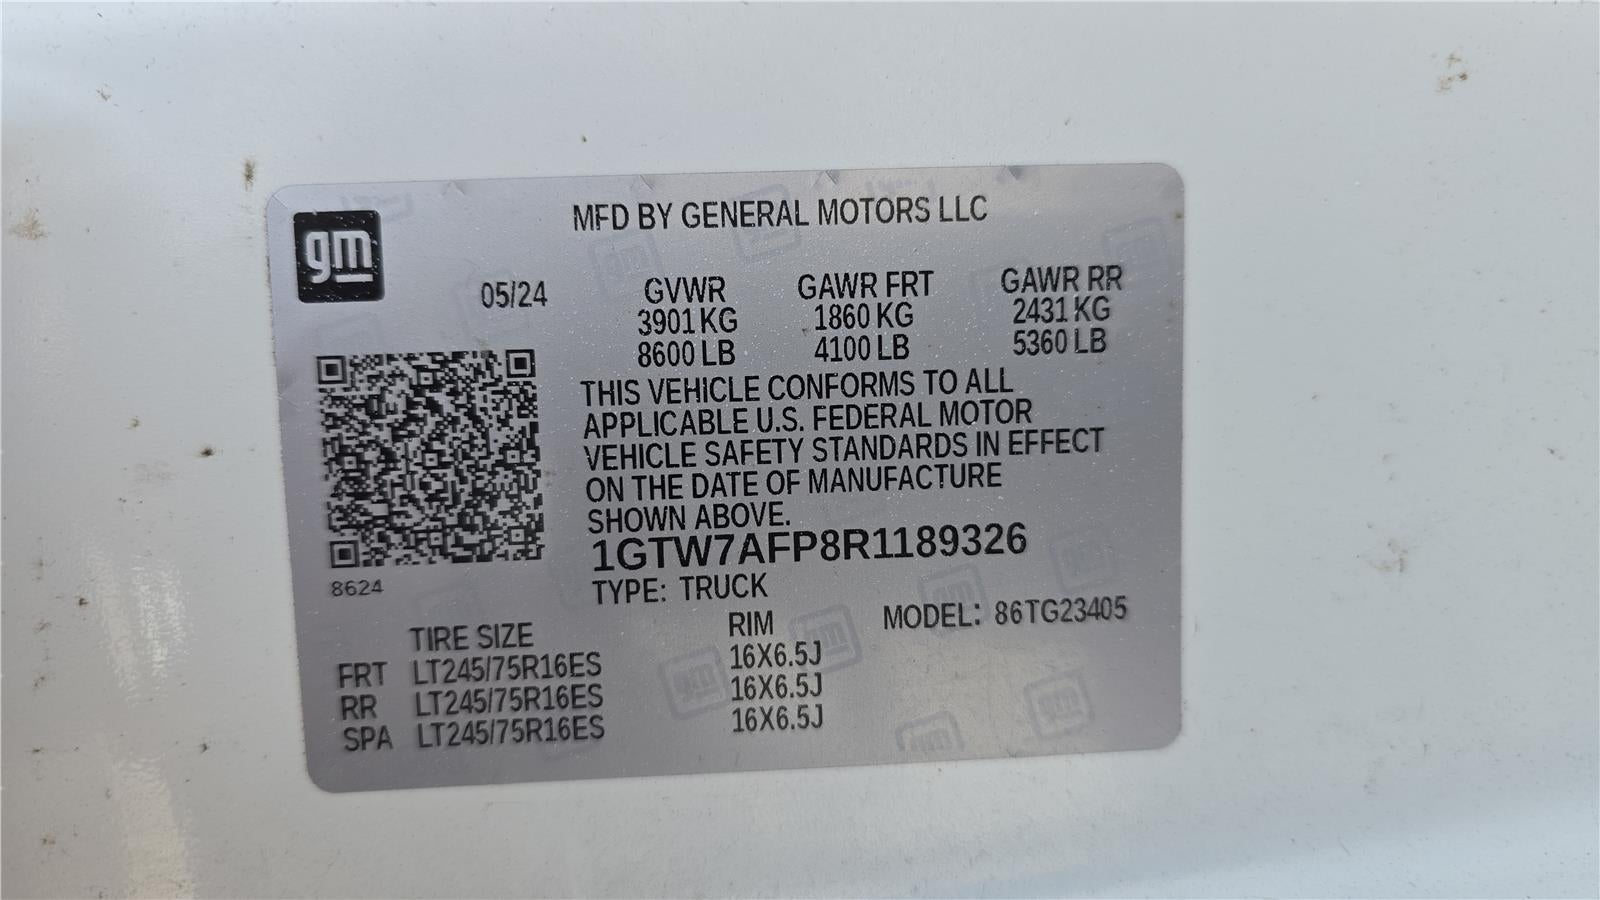 gm
MFD BY GENERAL MOTORS LLC
05/24 GVWR GAWR FRT GAWR RR
3901 KG 1860 KG 2431 KG
8600 LB 4100 LB 5360 LB
THIS VEHICLE CONFORMS TO ALL
APPLICABLE U.S. FEDERAL MOTOR
VEHICLE SAFETY STANDARDS IN EFFECT
ON THE DATE OF MANUFACTURE
SHOWN ABOVE.
1GTW7AFP8R1189326
8624
TYPE: TRUCK
TIRE SIZE RIM MODEL: 86TG23405
FRT LT245/75R16ES 16X6.5J
RR LT245/75R16ES 16X6.5J
SPA LT245/75R16ES 16X6.5J